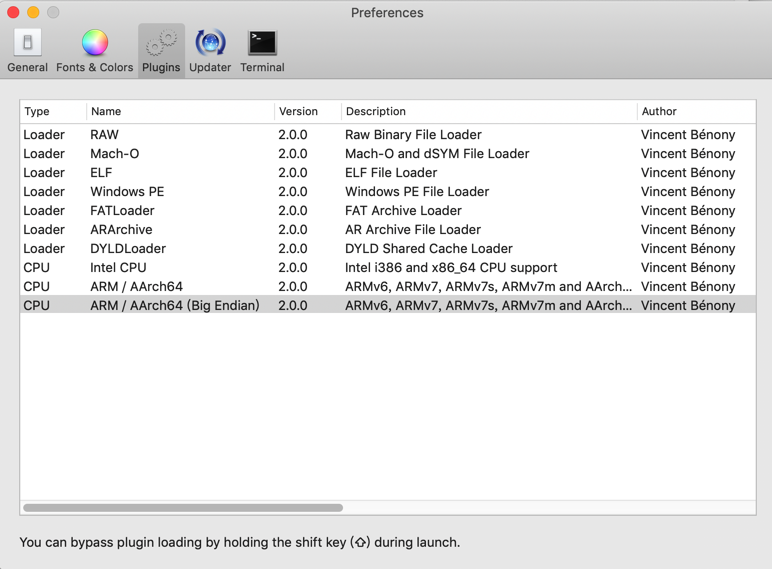 Preferences
General Fonts & Colors Plugins Updater Terminal
Type Name Version Description Author
Loader RAW 2.0.0 Raw Binary File Loader Vincent Bénony
Loader Mach-O 2.0.0 Mach-O and dSYM File Loader Vincent Bénony
Loader ELF 2.0.0 ELF File Loader Vincent Bénony
Loader Windows PE 2.0.0 Windows PE File Loader Vincent Bénony
Loader FATLoader 2.0.0 FAT Archive Loader Vincent Bénony
Loader ARArchive 2.0.0 AR Archive File Loader Vincent Bénony
Loader DYLDLoader 2.0.0 DYLD Shared Cache Loader Vincent Bénony
CPU Intel CPU 2.0.0 Intel i386 and x86_64 CPU support Vincent Bénony
CPU ARM / AArch64 2.0.0 ARMv6, ARMv7, ARMv7s, ARMv7m and AArch... Vincent Bénony
CPU ARM / AArch64 (Big Endian) 2.0.0 ARMv6, ARMv7, ARMv7s, ARMv7m and AArch... Vincent Bénony
You can bypass plugin loading by holding the shift key (⇧) during launch.